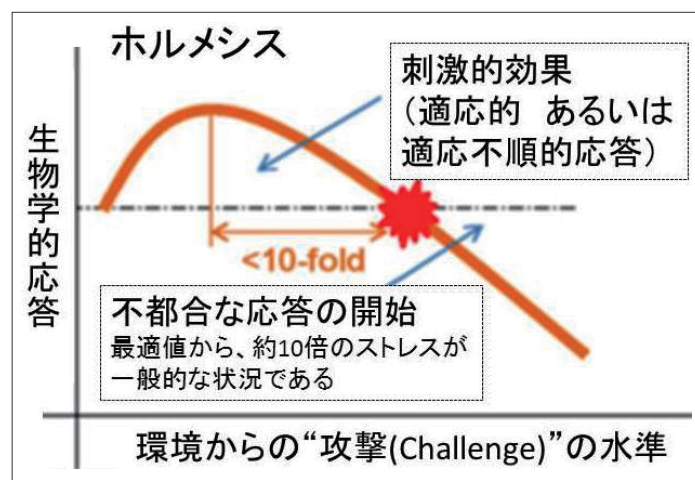 ホルメシス
刺激的効果
（適応的　あるいは
適応不順的応答）
生物学的応答
<10-fold
不都合な応答の開始
最適値から、約10倍のストレスが
一般的な状況である
環境からの“攻撃(Challenge)”の水準